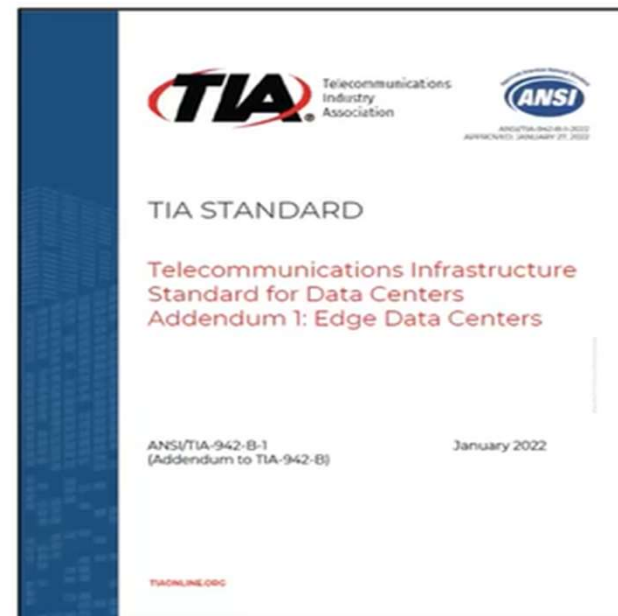 TIA
Telecommunications
Industry
Association
ANSI
ANSI/TIA-942-B-1-2022
APPROVED: JANUARY 27, 2022
TIA STANDARD
Telecommunications Infrastructure
Standard for Data Centers
Addendum 1: Edge Data Centers
ANSI/TIA-942-B-1
January 2022
(Addendum to TIA-942-B)
TIAONLINE.ORG